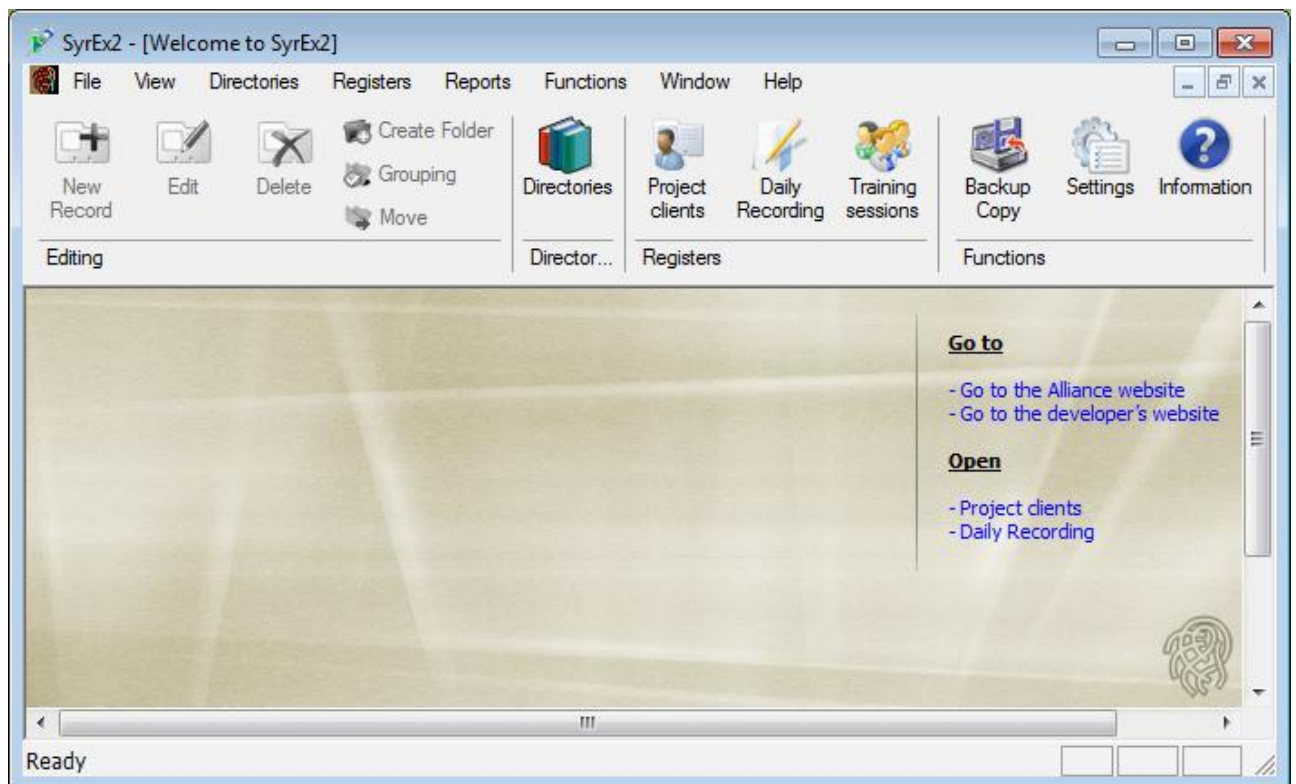 SyrEx2 - [Welcome to SyrEx2]
File View Directories Registers Reports Functions Window Help
New Record
Edit
Delete
Create Folder
Grouping
Move
Editing
Directories
Director...
Project clients
Daily Recording
Training sessions
Registers
Backup Copy
Settings
Information
Functions
Go to
- Go to the Alliance website
- Go to the developer's website
Open
- Project clients
- Daily Recording
Ready